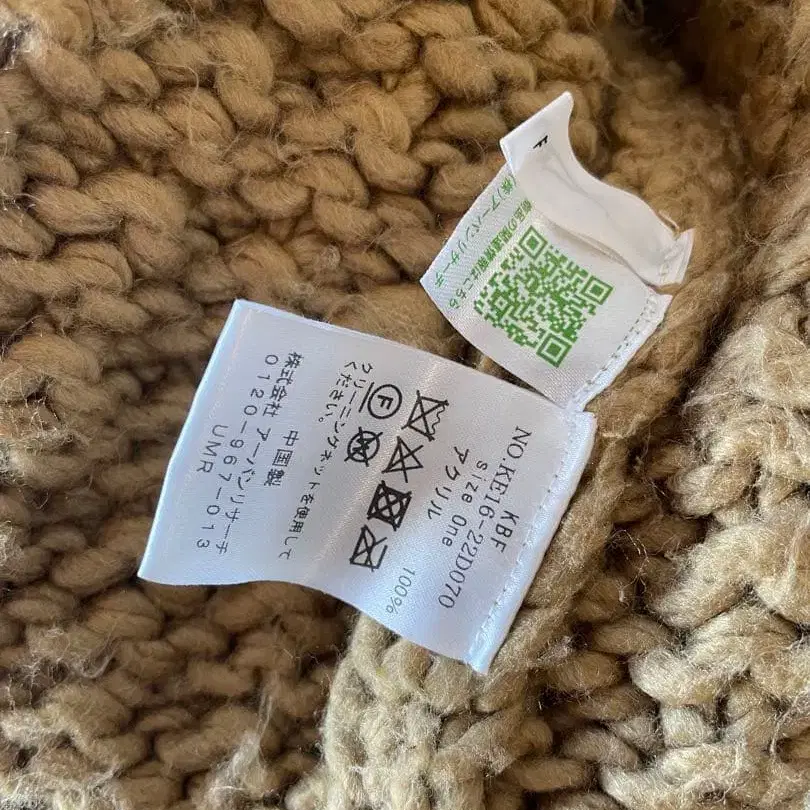 KBF
NO.KE16-22D070
Size One
アクリル 100%
クリーニングネットを使用して
ください。
中国製
株式会社 アーバンリサーチ
0120-967-013
UMR
F
(株)アーバンリサーチ
商品の関連情報はこちら